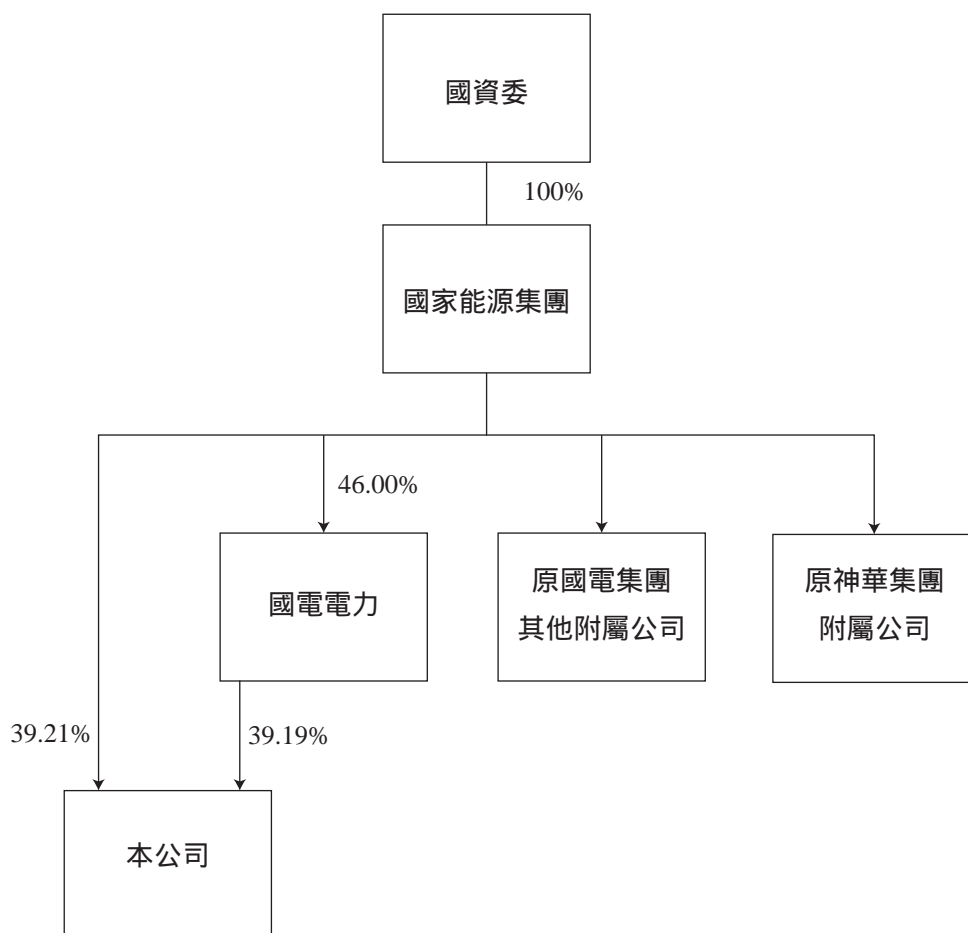 國資委
100%
國家能源集團
46.00%
國電電力
原國電集團
其他附屬公司
原神華集團
附屬公司
39.21%
39.19%
本公司